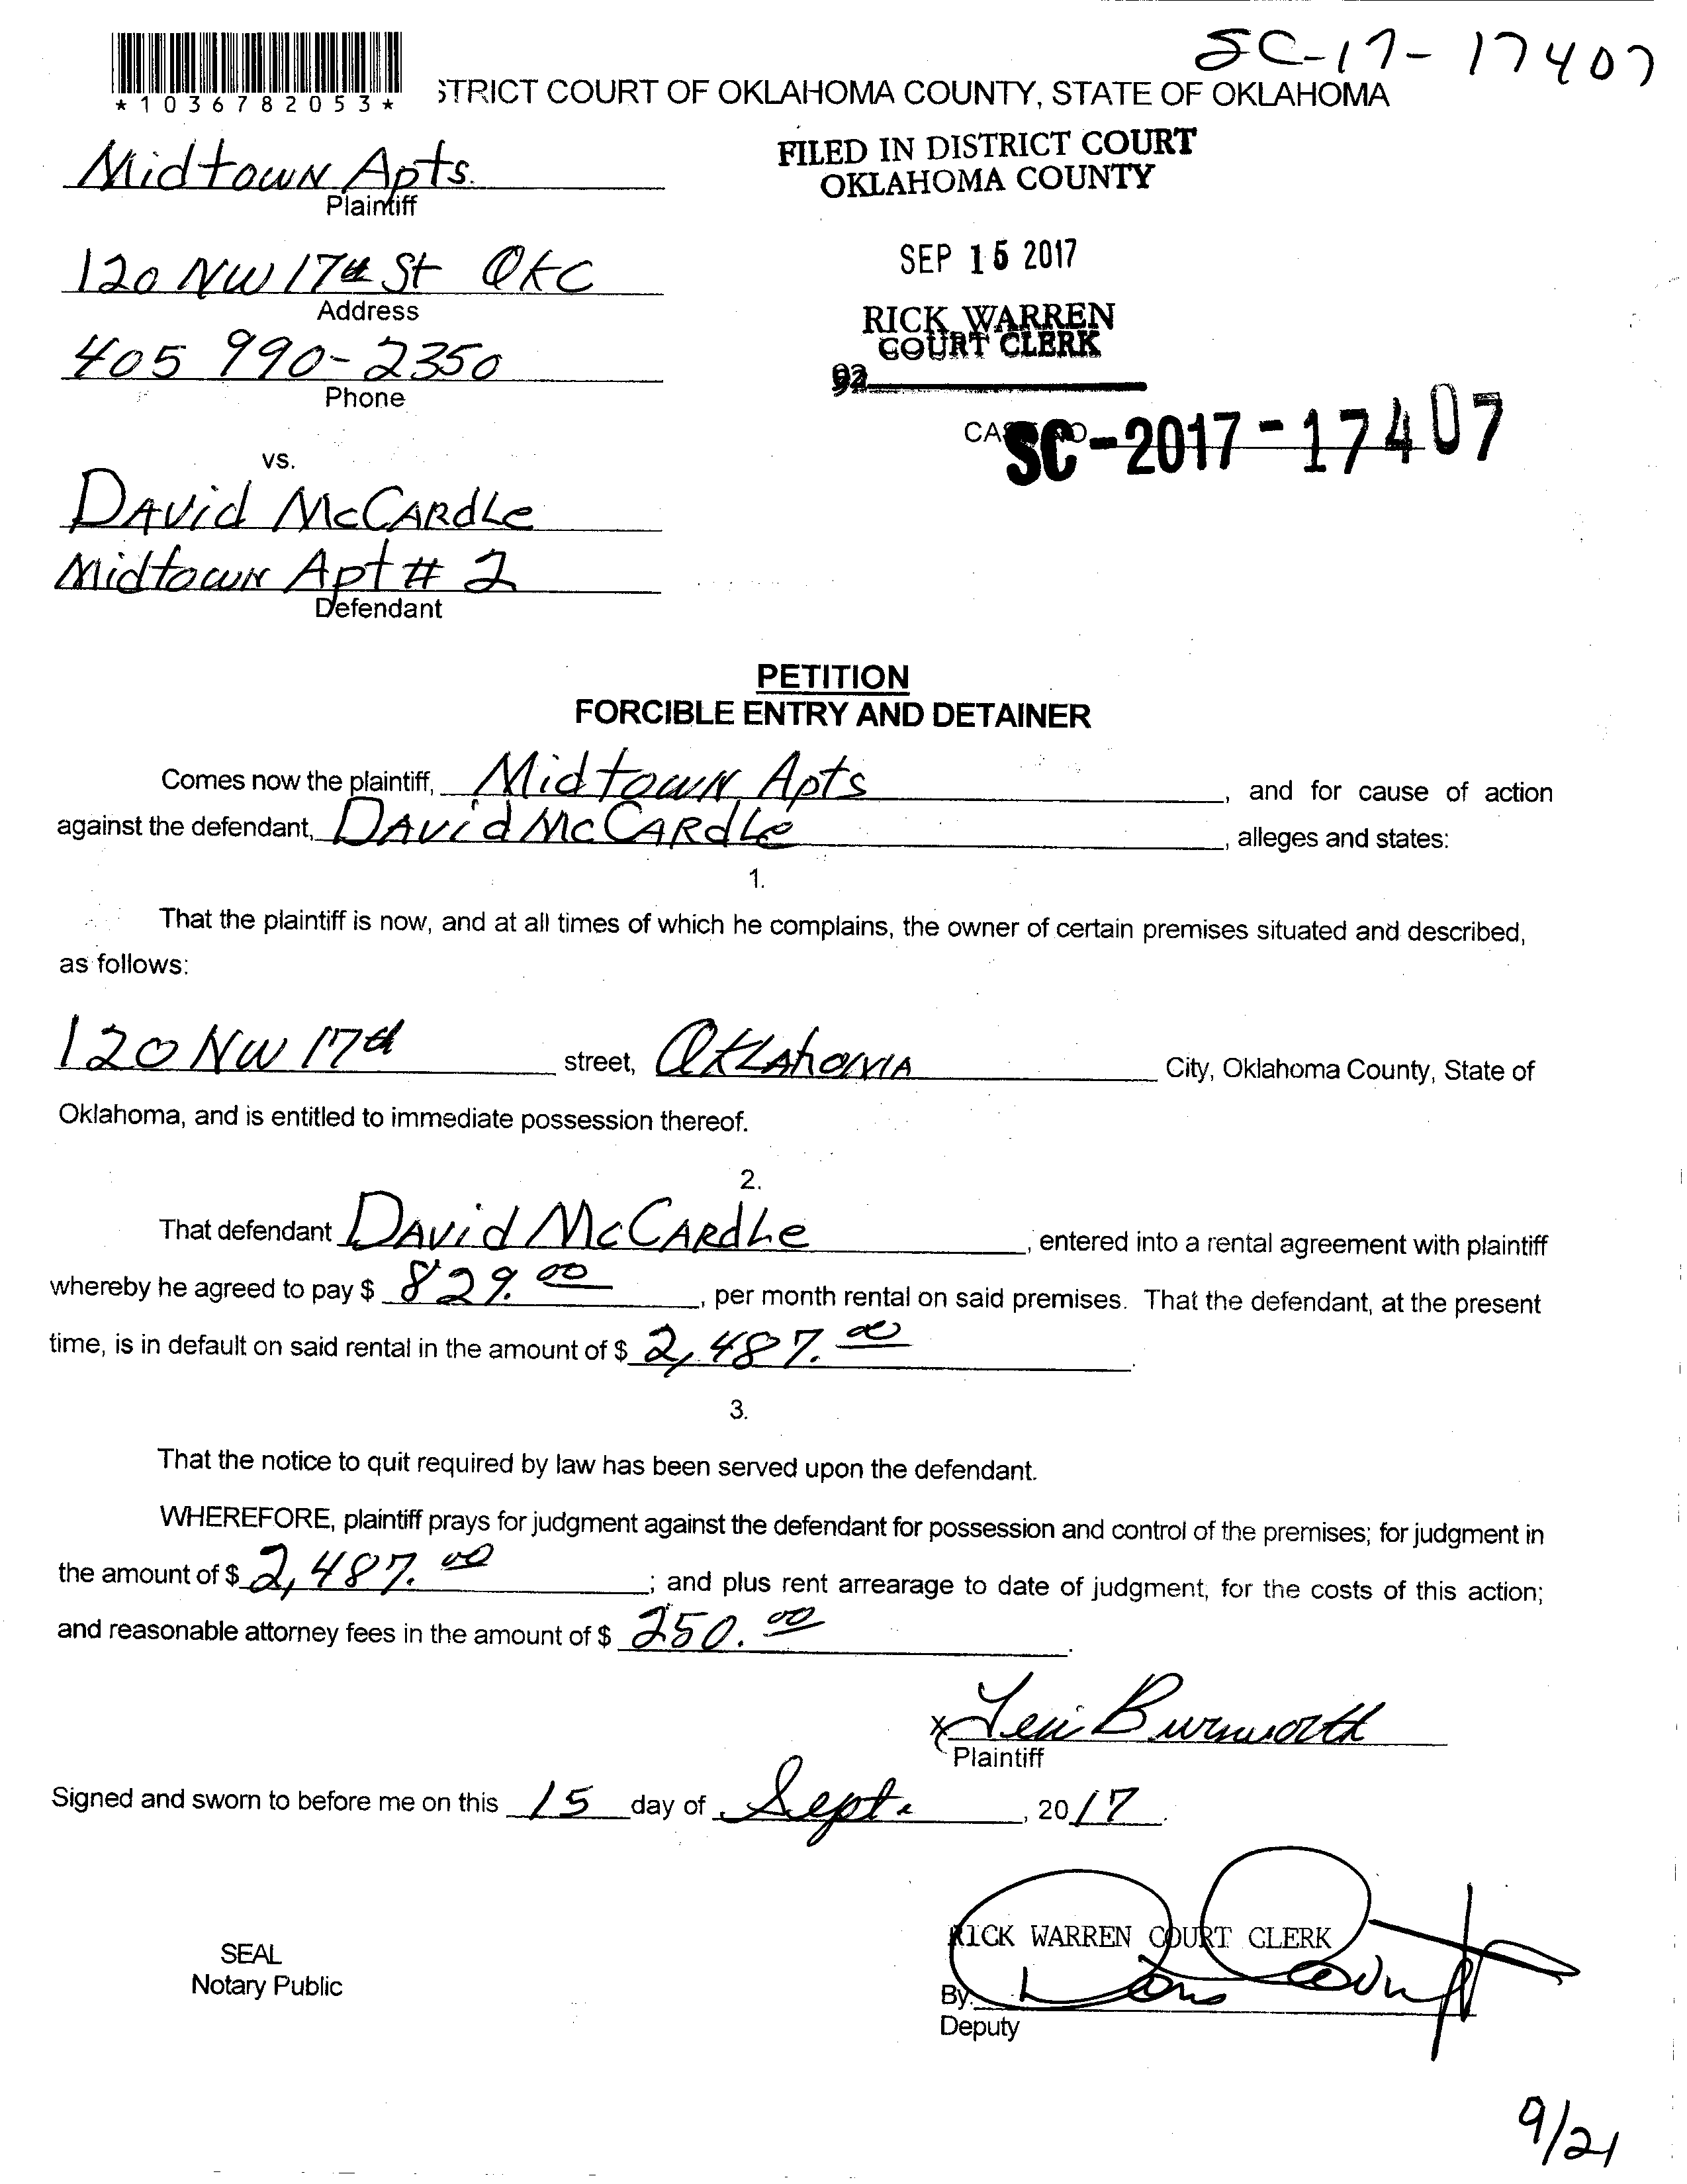 SC-17-17407
*1036782053*
STRICT COURT OF OKLAHOMA COUNTY, STATE OF OKLAHOMA
Midtown Apts.
Plaintiff
FILED IN DISTRICT COURT
OKLAHOMA COUNTY
120 NW 17th St OKC
Address
SEP 15 2017
405 990-2350
Phone
RICK WARREN
COURT CLERK
92
CASE NO
SC-2017-17407
vs.
David McCardle
Midtown Apt # 2
Defendant
PETITION
FORCIBLE ENTRY AND DETAINER
Comes now the plaintiff, Midtown Apts, and for cause of action
against the defendant, David McCardle, alleges and states:
1.
That the plaintiff is now, and at all times of which he complains, the owner of certain premises situated and described,
as follows:
120 NW 17th street, Oklahoma City, Oklahoma County, State of
Oklahoma, and is entitled to immediate possession thereof.
2.
That defendant David McCardle, entered into a rental agreement with plaintiff
whereby he agreed to pay $ 829.00, per month rental on said premises. That the defendant, at the present
time, is in default on said rental in the amount of $ 2,487.00.
3.
That the notice to quit required by law has been served upon the defendant.
WHEREFORE, plaintiff prays for judgment against the defendant for possession and control of the premises; for judgment in
the amount of $ 2,487.00; and plus rent arrearage to date of judgment, for the costs of this action;
and reasonable attorney fees in the amount of $ 250.00.
x Burnworth
Plaintiff
Signed and sworn to before me on this 15 day of Sept., 2017.
RICK WARREN COURT CLERK
SEAL
Notary Public
By:
Deputy
9/21